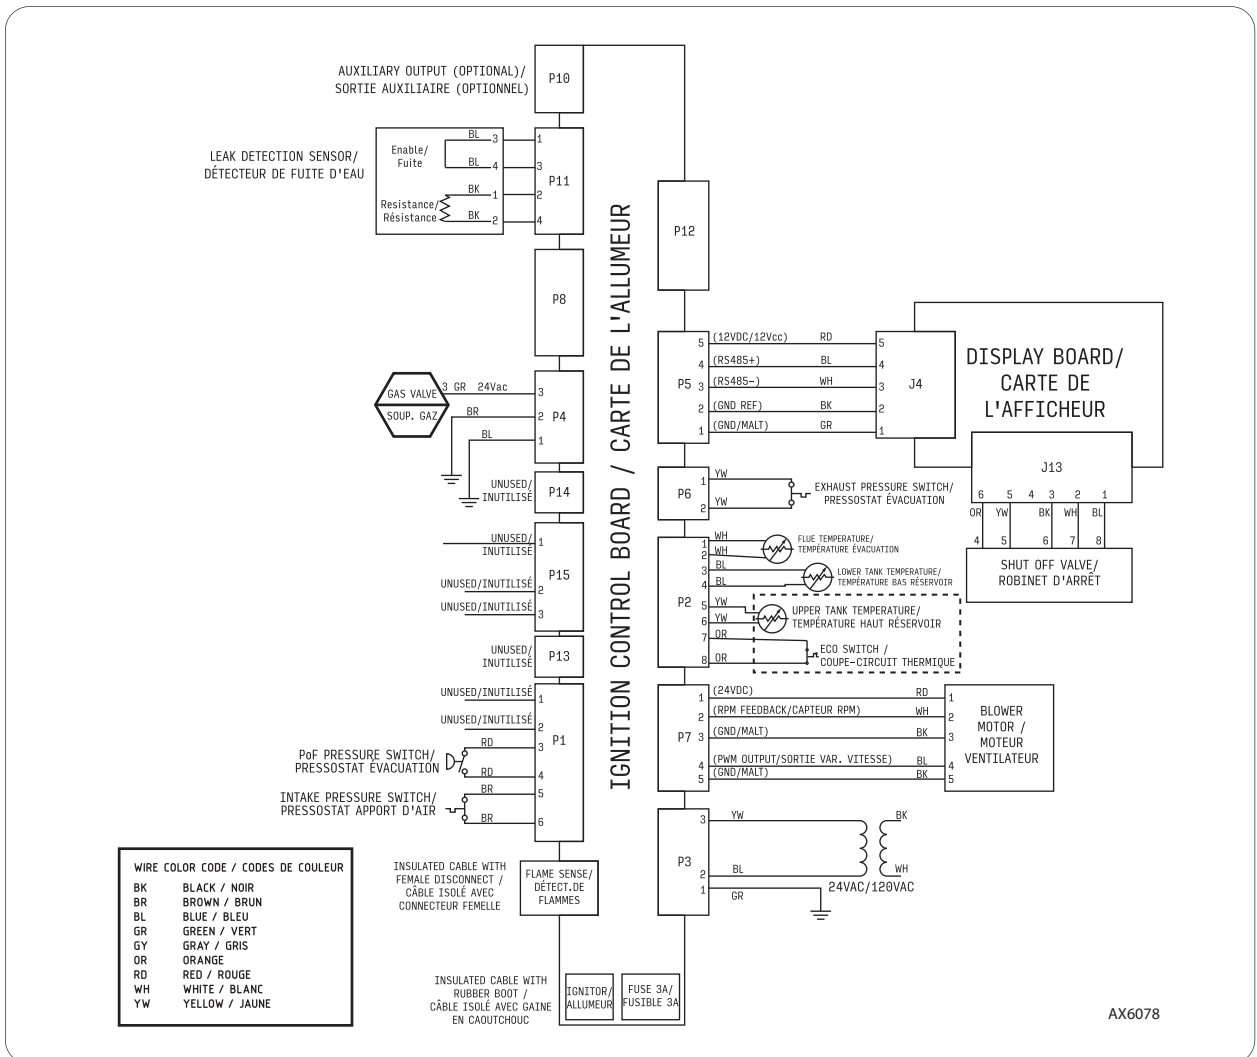 AUXILIARY OUTPUT (OPTIONAL)/
SORTIE AUXILIAIRE (OPTIONNEL)
P10
LEAK DETECTION SENSOR/
DÉTECTEUR DE FUITE D'EAU
Enable/
Fuite
BL 3 1
BL 4 3
Resistance/
Résistance
BK 1 2
BK 2 4
P11
P8
GAS VALVE
SOUP. GAZ
3 GR 24Vac 3
BR 2
BL 1
P4
UNUSED/
INUTILISÉ
P14
UNUSED/
INUTILISÉ
1
UNUSED/INUTILISÉ
2
UNUSED/INUTILISÉ
3
P15
UNUSED/
INUTILISÉ
P13
UNUSED/INUTILISÉ
1
UNUSED/INUTILISÉ
2
PoF PRESSURE SWITCH/
PRESSOSTAT ÉVACUATION
RD 3
RD 4
INTAKE PRESSURE SWITCH/
PRESSOSTAT APPORT D'AIR
BR 5
BR 6
P1
INSULATED CABLE WITH
FEMALE DISCONNECT /
CÂBLE ISOLÉ AVEC
CONNECTEUR FEMELLE
FLAME SENSE/
DÉTECT.DE
FLAMMES
INSULATED CABLE WITH
RUBBER BOOT /
CÂBLE ISOLÉ AVEC GAINE
EN CAOUTCHOUC
IGNITOR/
ALLUMEUR
FUSE 3A/
FUSIBLE 3A
IGNITION CONTROL BOARD / CARTE DE L'ALLUMEUR
P12
P5
5 (12VDC/12Vcc) RD 5
4 (RS485+) BL 4
3 (RS485-) WH 3
2 (GND REF) BK 2
1 (GND/MALT) GR 1
J4
DISPLAY BOARD/
CARTE DE
L'AFFICHEUR
J13
6 5 4 3 2 1
OR YW BK WH BL
4 5 6 7 8
SHUT OFF VALVE/
ROBINET D'ARRÊT
P6
1 YW
2 YW
EXHAUST PRESSURE SWITCH/
PRESSOSTAT ÉVACUATION
P2
1 WH
2 WH
FLUE TEMPERATURE/
TEMPÉRATURE ÉVACUATION
3 BL
4 BL
LOWER TANK TEMPERATURE/
TEMPÉRATURE BAS RÉSERVOIR
5 YW
6 YW
UPPER TANK TEMPERATURE/
TEMPÉRATURE HAUT RÉSERVOIR
7 OR
8 OR
ECO SWITCH /
COUPE-CIRCUIT THERMIQUE
P7
1 (24VDC) RD 1
2 (RPM FEEDBACK/CAPTEUR RPM) WH 2
3 (GND/MALT) BK 3
4 (PWM OUTPUT/SORTIE VAR. VITESSE) BL 4
5 (GND/MALT) BK 5
BLOWER
MOTOR /
MOTEUR
VENTILATEUR
P3
3 YW BK
2 BL WH
1 GR
24VAC/120VAC
WIRE COLOR CODE / CODES DE COULEUR
BK BLACK / NOIR
BR BROWN / BRUN
BL BLUE / BLEU
GR GREEN / VERT
GY GRAY / GRIS
OR ORANGE
RD RED / ROUGE
WH WHITE / BLANC
YW YELLOW / JAUNE
AX6078